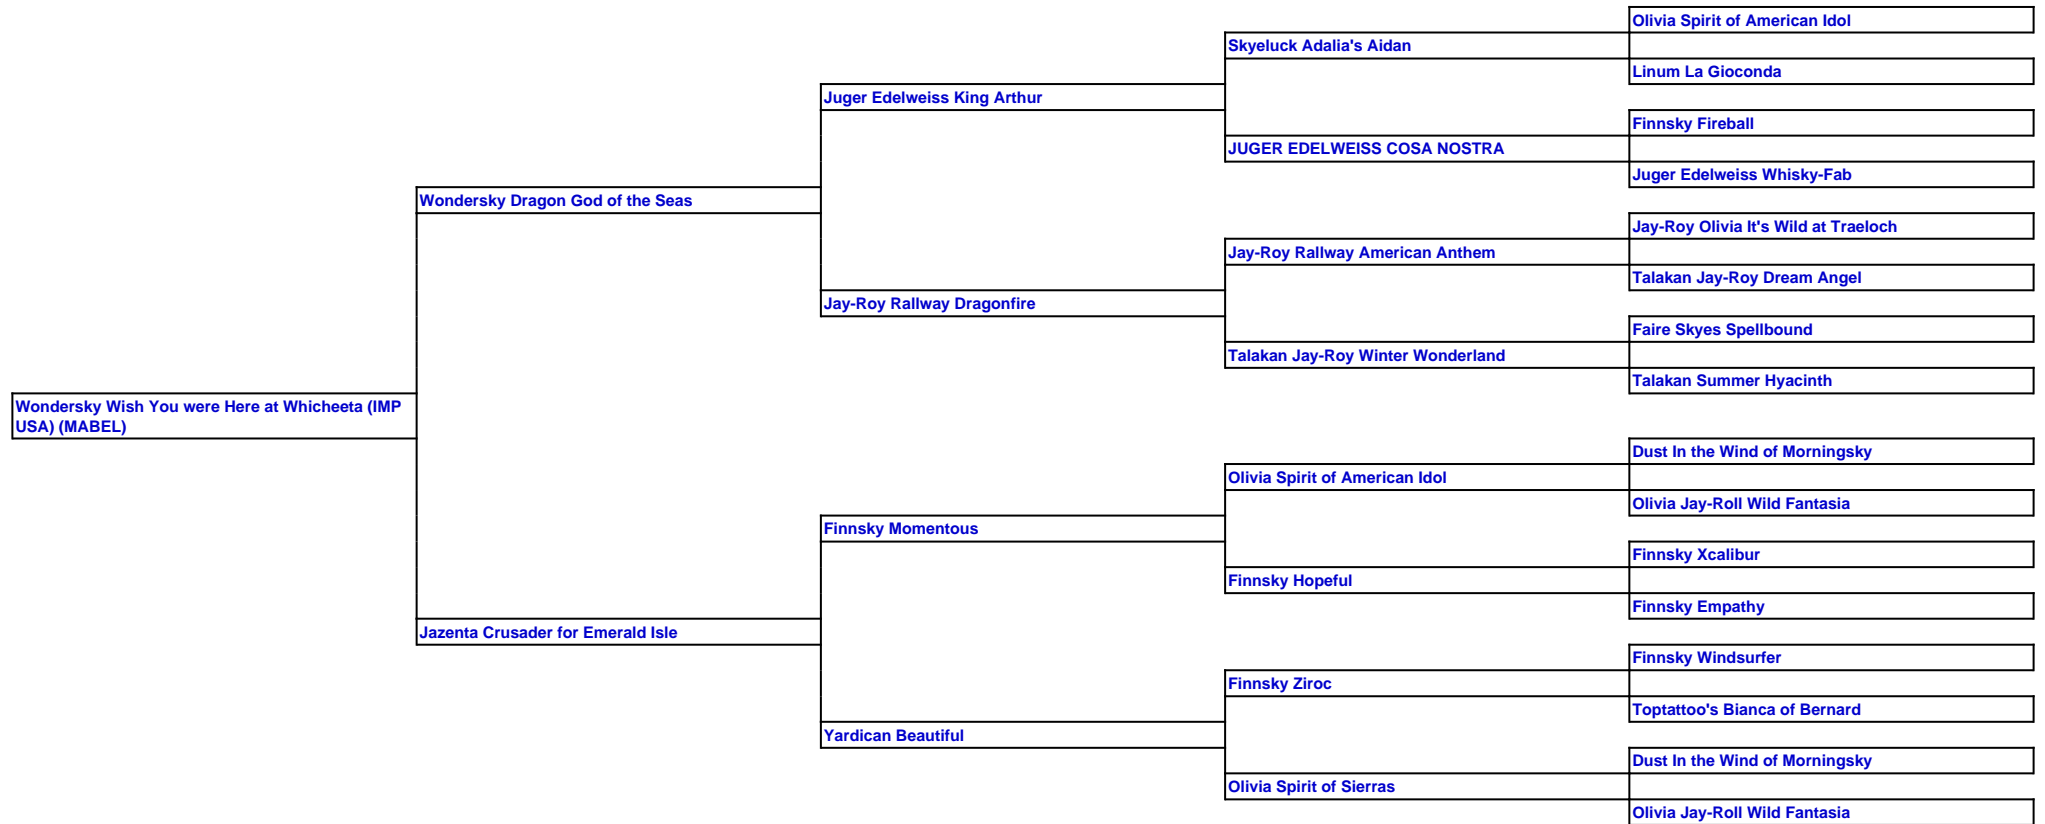 Olivia Spirit of American Idol
Skyeluck Adalia's Aidan
Linum La Gioconda
Juger Edelweiss King Arthur
Finnsky Fireball
JUGER EDELWEISS COSA NOSTRA
Juger Edelweiss Whisky-Fab
Wondersky Dragon God of the Seas
Jay-Roy Olivia It's Wild at Traeloch
Jay-Roy Rallway American Anthem
Talakan Jay-Roy Dream Angel
Jay-Roy Rallway Dragonfire
Faire Skyes Spellbound
Talakan Jay-Roy Winter Wonderland
Talakan Summer Hyacinth
Wondersky Wish You were Here at Whicheeta (IMP
USA) (MABEL)
Dust In the Wind of Morningsky
Olivia Spirit of American Idol
Olivia Jay-Roll Wild Fantasia
Finnsky Momentous
Finnsky Xcalibur
Finnsky Hopeful
Finnsky Empathy
Jazenta Crusader for Emerald Isle
Finnsky Windsurfer
Finnsky Ziroc
Toptattoo's Bianca of Bernard
Yardican Beautiful
Dust In the Wind of Morningsky
Olivia Spirit of Sierras
Olivia Jay-Roll Wild Fantasia